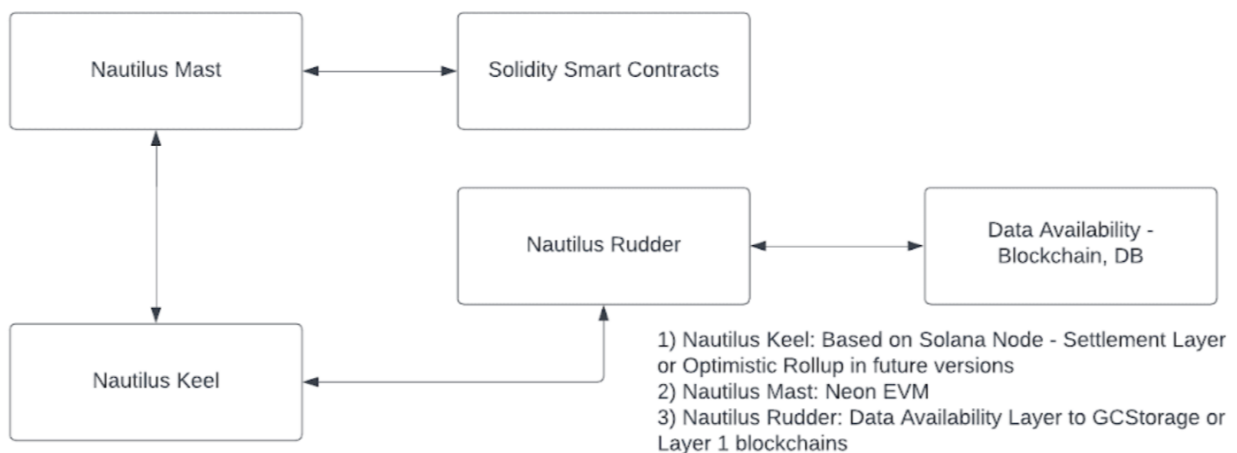 Nautilus Mast
Solidity Smart Contracts
Nautilus Rudder
Data Availability -
Blockchain, DB
Nautilus Keel
1) Nautilus Keel: Based on Solana Node - Settlement Layer
or Optimistic Rollup in future versions
2) Nautilus Mast: Neon EVM
3) Nautilus Rudder: Data Availability Layer to GCStorage or
Layer 1 blockchains